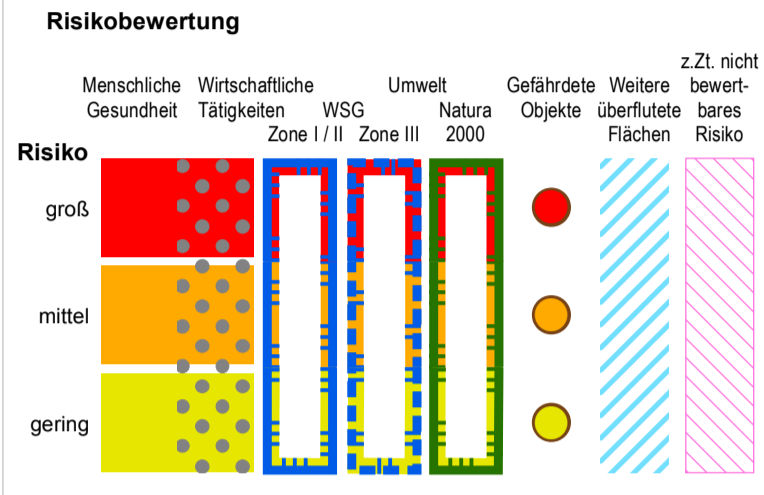 Risikobewertung
z.Zt. nicht
Menschliche Wirtschaftliche Umwelt Gefährdete Weitere bewert-
Gesundheit Tätigkeiten WSG Natura Objekte überflutete bares
Zone I / II Zone III 2000 Flächen Risiko
Risiko
groß
mittel
gering